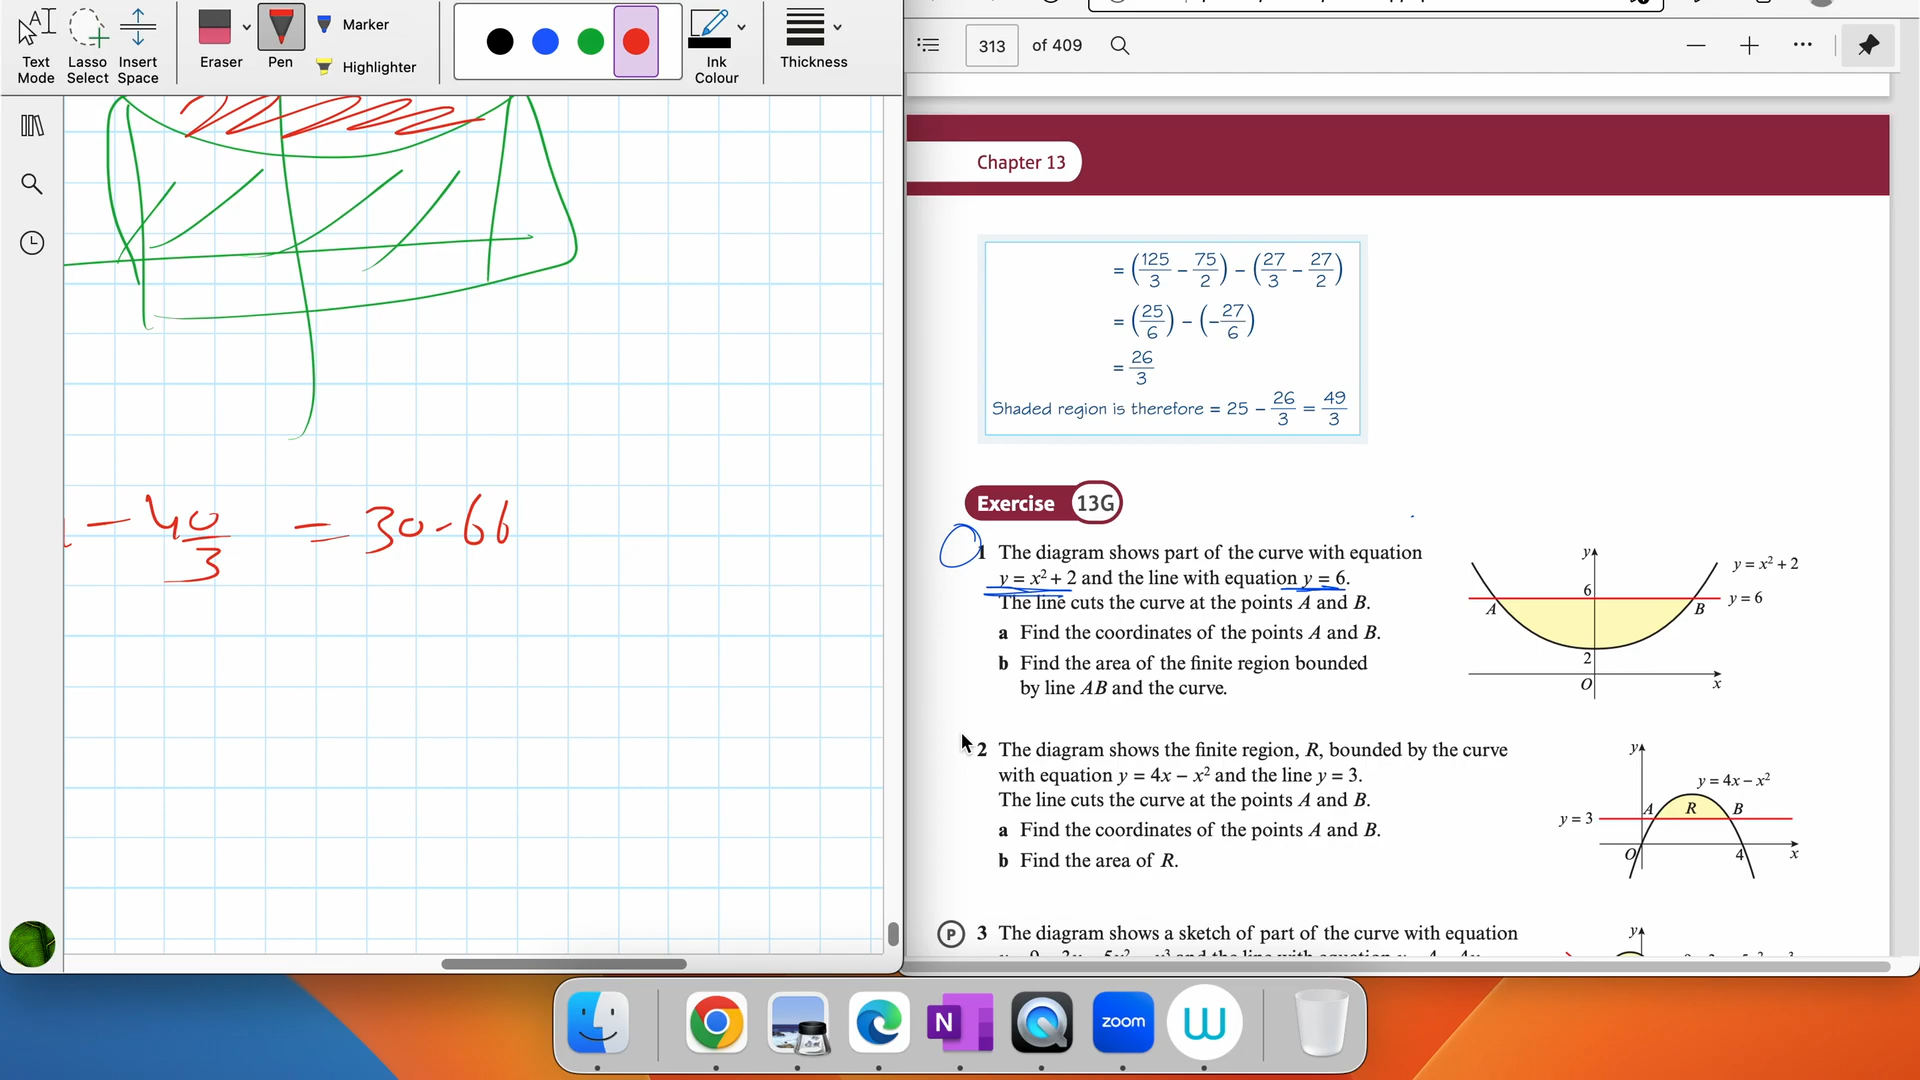 Text Mode
Lasso Select
Insert Space
Eraser
Pen
Marker
Highlighter
Ink Colour
Thickness
313 of 409
Chapter 13
= (125/3 − 75/2) − (27/3 − 27/2)
= (25/6) − (−27/6)
= 26/3
Shaded region is therefore = 25 − 26/3 = 49/3
− 40/3 = 30.66
Exercise 13G
1 The diagram shows part of the curve with equation
y = x² + 2 and the line with equation y = 6.
The line cuts the curve at the points A and B.
a Find the coordinates of the points A and B.
b Find the area of the finite region bounded
by line AB and the curve.
y
y = x² + 2
6
y = 6
A
B
2
O
x
2 The diagram shows the finite region, R, bounded by the curve
with equation y = 4x − x² and the line y = 3.
The line cuts the curve at the points A and B.
a Find the coordinates of the points A and B.
b Find the area of R.
y
y = 4x − x²
A
R
B
y = 3
O
4
x
P 3 The diagram shows a sketch of part of the curve with equation
y
N
zoom
W